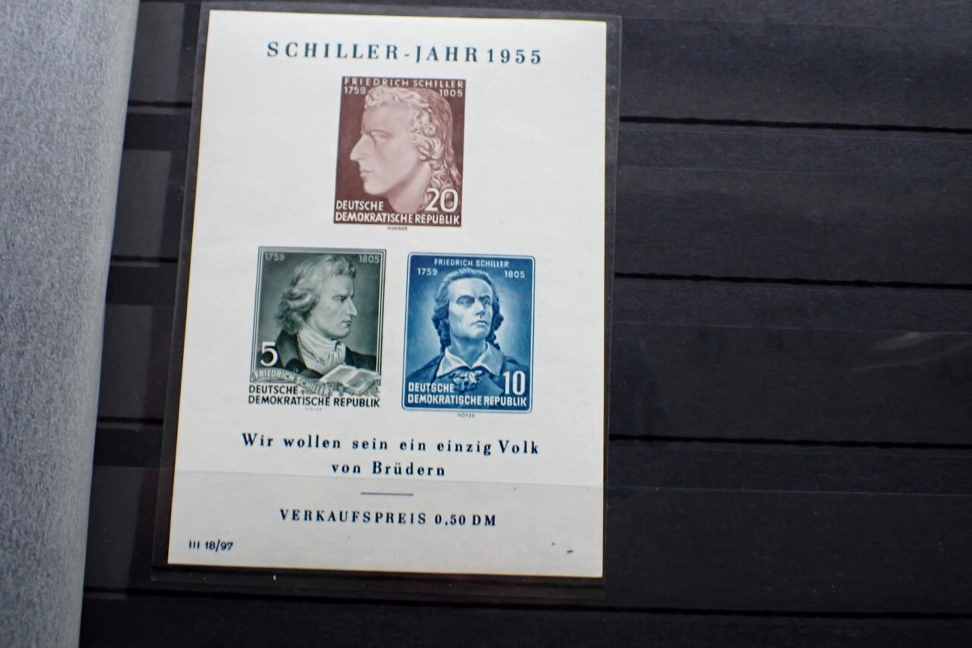 SCHILLER-JAHR 1955
FRIEDRICH SCHILLER
1759 1805
20
DEUTSCHE
DEMOKRATISCHE REPUBLIK
1759 1805
5
FRIEDRICH
DEUTSCHE
DEMOKRATISCHE REPUBLIK
FRIEDRICH SCHILLER
1759 1805
10
DEUTSCHE
DEMOKRATISCHE REPUBLIK
Wir wollen sein ein einzig Volk
von Brüdern
VERKAUFSPREIS 0,50 DM
III 18/97